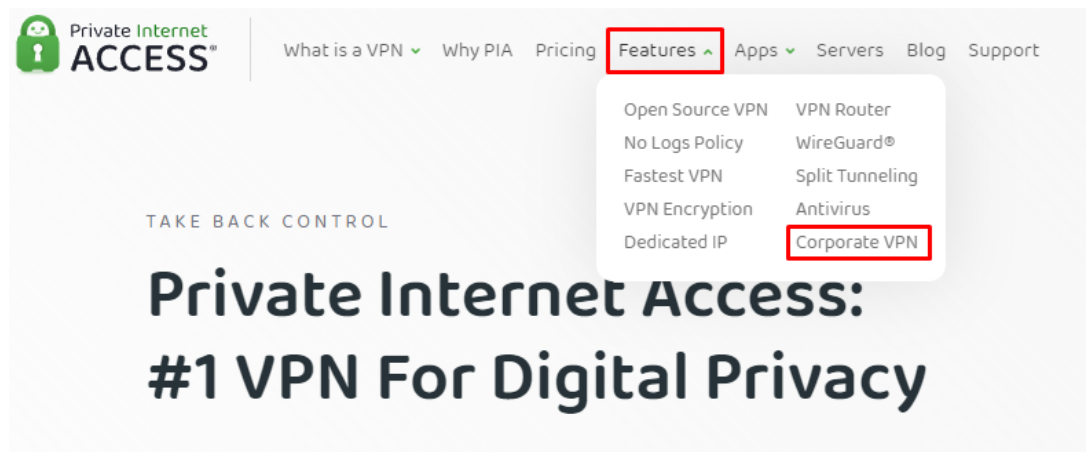 Private Internet
ACCESS®
What is a VPN Why PIA Pricing Features Apps Servers Blog Support
Open Source VPN VPN Router
No Logs Policy WireGuard®
Fastest VPN Split Tunneling
VPN Encryption Antivirus
Dedicated IP Corporate VPN
TAKE BACK CONTROL
Private Internet Access:
#1 VPN For Digital Privacy